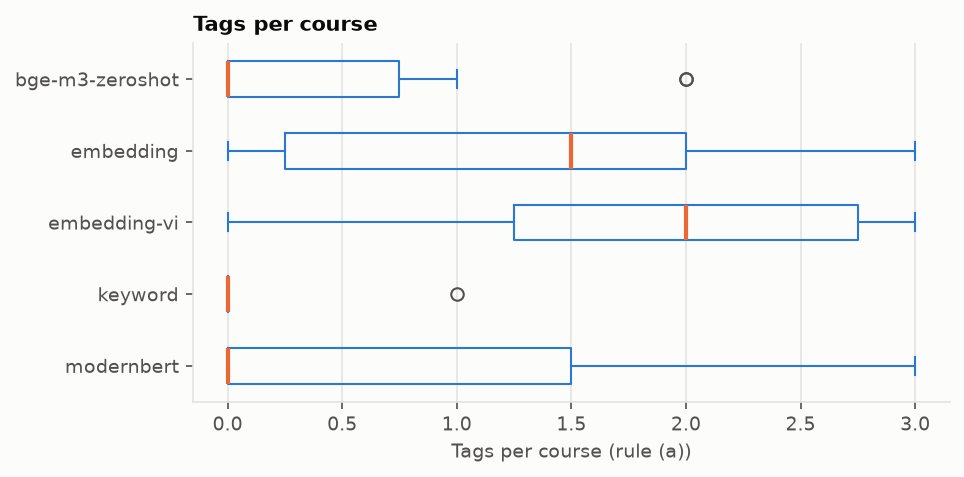 Tags per course
bge-m3-zeroshot
embedding
embedding-vi
keyword
modernbert
0.0 0.5 1.0 1.5 2.0 2.5 3.0
Tags per course (rule (a))